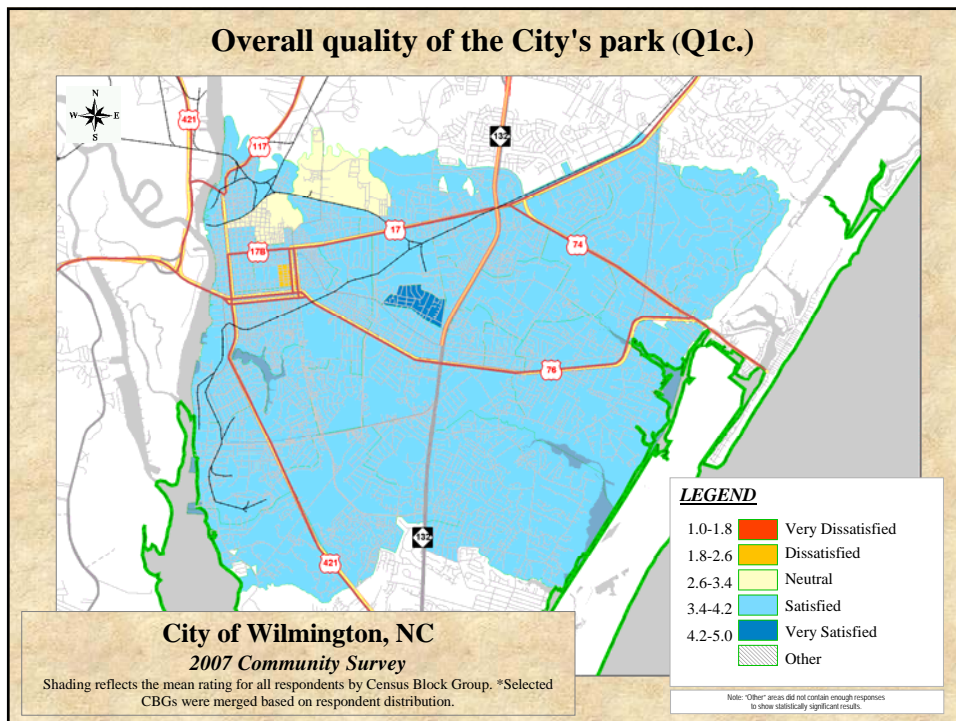 Overall quality of the City's park (Q1c.)
N
W E
S
421
117
132
17
17B
74
76
132
421
LEGEND
1.0-1.8 Very Dissatisfied
1.8-2.6 Dissatisfied
2.6-3.4 Neutral
3.4-4.2 Satisfied
4.2-5.0 Very Satisfied
Other
City of Wilmington, NC
2007 Community Survey
Shading reflects the mean rating for all respondents by Census Block Group. *Selected
CBGs were merged based on respondent distribution.
Note: "Other" areas did not contain enough responses
to show statistically significant results.